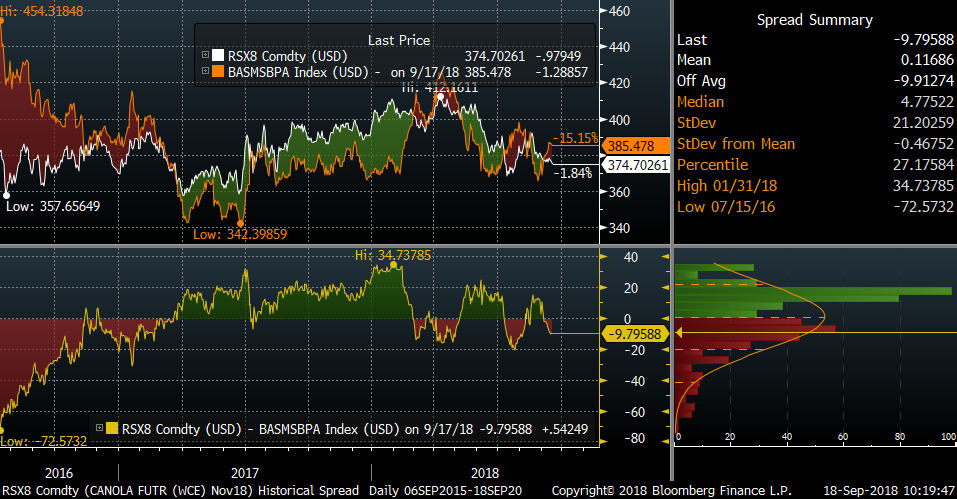 Hi: 454.31848
Last Price
RSX8 Comdty (USD) 374.70261 -.97949
BASMSBPA Index (USD) - on 9/17/18 385.478 -1.28857
Hi: 412.1611
-15.15%
-1.84%
Low: 357.65649
Low: 342.39859
460
440
420
400
385.478
374.70261
360
340
Spread Summary
Last -9.79588
Mean 0.11686
Off Avg -9.91274
Median 4.77522
StDev 21.20259
StDev from Mean -0.46752
Percentile 27.17584
High 01/31/18 34.73785
Low 07/15/16 -72.5732
Hi: 34.73785
40
20
0
-9.79588
-20
-40
-60
-80
RSX8 Comdty (USD) - BASMSBPA Index (USD) on 9/17/18 -9.79588 +.54249
Low: -72.5732
0 20 40 60 80 100
2016 2017 2018
RSX8 Comdty (CANOLA FUTR (WCE) Nov18) Historical Spread Daily 06SEP2015-18SEP20 Copyright© 2018 Bloomberg Finance L.P. 18-Sep-2018 10:19:47